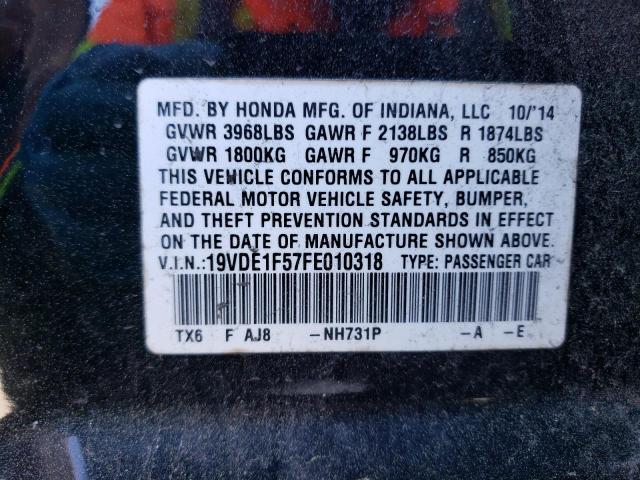 MFD. BY HONDA MFG. OF INDIANA, LLC 10/'14
GVWR 3968LBS GAWR F 2138LBS R 1874LBS
GVWR 1800KG GAWR F 970KG R 850KG
THIS VEHICLE CONFORMS TO ALL APPLICABLE
FEDERAL MOTOR VEHICLE SAFETY, BUMPER,
AND THEFT PREVENTION STANDARDS IN EFFECT
ON THE DATE OF MANUFACTURE SHOWN ABOVE.
V.I.N.:19VDE1F57FE010318 TYPE: PASSENGER CAR
TX6 F AJ8 -NH731P -A -E